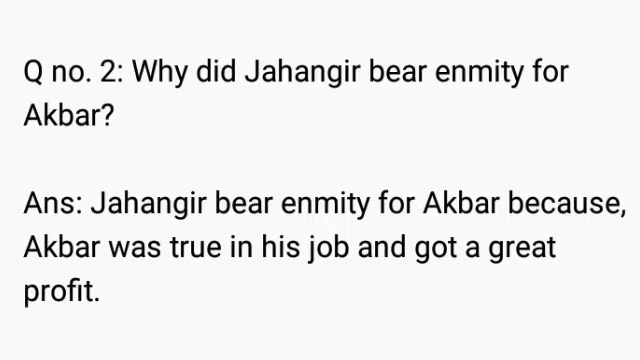 Q no. 2: Why did Jahangir bear enmity for
Akbar?
Ans: Jahangir bear enmity for Akbar because,
Akbar was true in his job and got a great
profit.